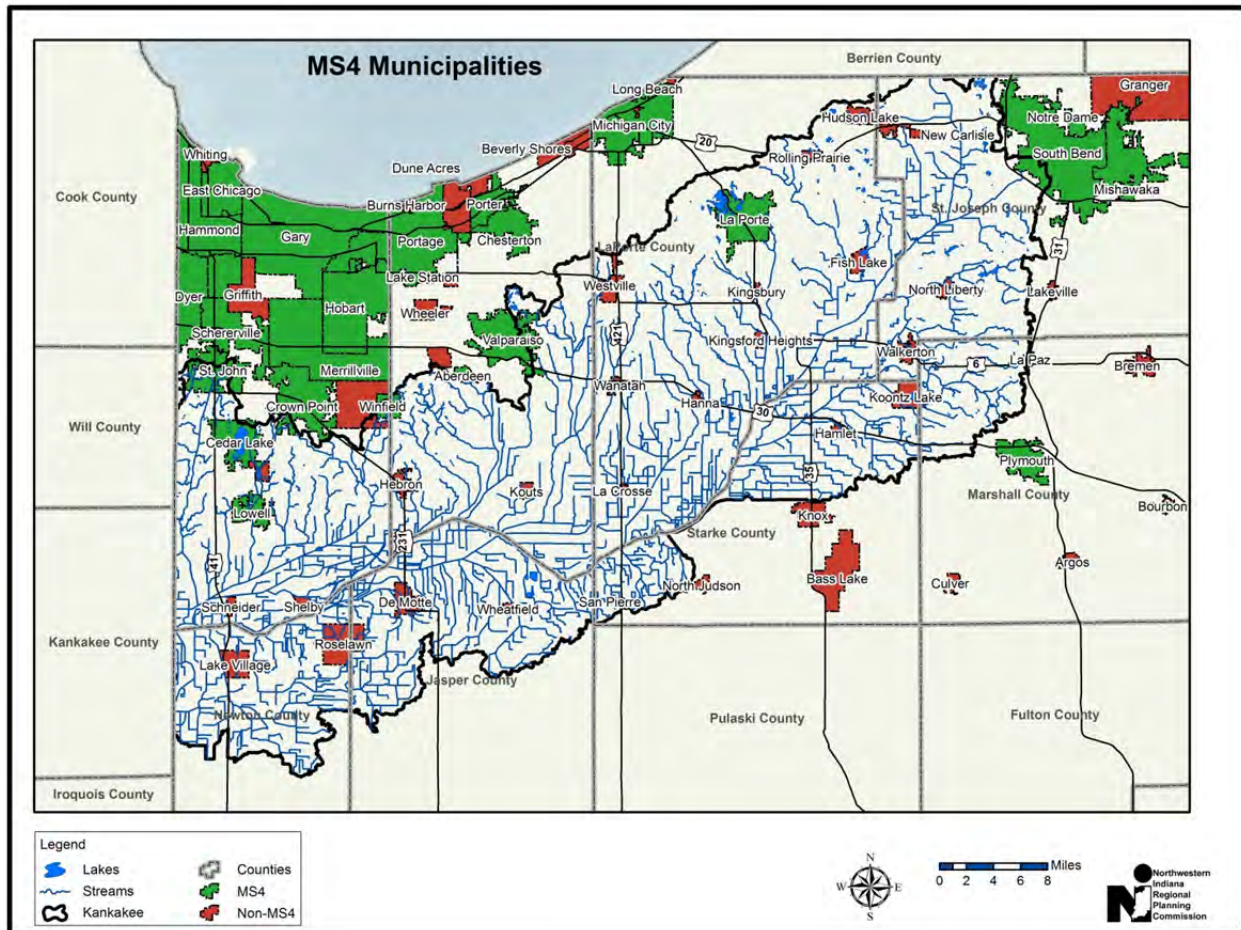 MS4 Municipalities
Berrien County
Long Beach
Granger
Michigan City
Hudson Lake
Notre Dame
New Carlisle
20
Beverly Shores
Rolling Prairie
South Bend
Whiting
Dune Acres
East Chicago
Mishawaka
Cook County
Burns Harbor
Porter
La Porte
St. Joseph County
Hammond
Gary
Portage
Chesterton
LaPorte County
31
Fish Lake
Lake Station
Westville
Kingsbury
North Liberty
Lakeville
Dyer
Griffith
Hobart
Wheeler
Schererville
Valparaiso
421
Kingsford Heights
Walkerton
La Paz
6
Bremen
St. John
Merrillville
Aberdeen
Wanatah
Koontz Lake
Crown Point
Winfield
Hanna
30
Will County
Cedar Lake
Hamlet
Plymouth
Hebron
Kouts
La Crosse
35
Marshall County
Lowell
Bourbon
Knox
Starke County
231
41
Argos
North Judson
Bass Lake
Culver
Schneider
Shelby
De Motte
Wheatfield
San Pierre
Kankakee County
Roselawn
Lake Village
Jasper County
Newton County
Pulaski County
Fulton County
Iroquois County
Legend
Lakes
Counties
Streams
MS4
Kankakee
Non-MS4
N
W
E
S
Miles
0 2 4 6 8
Northwestern
Indiana
Regional
Planning
Commission